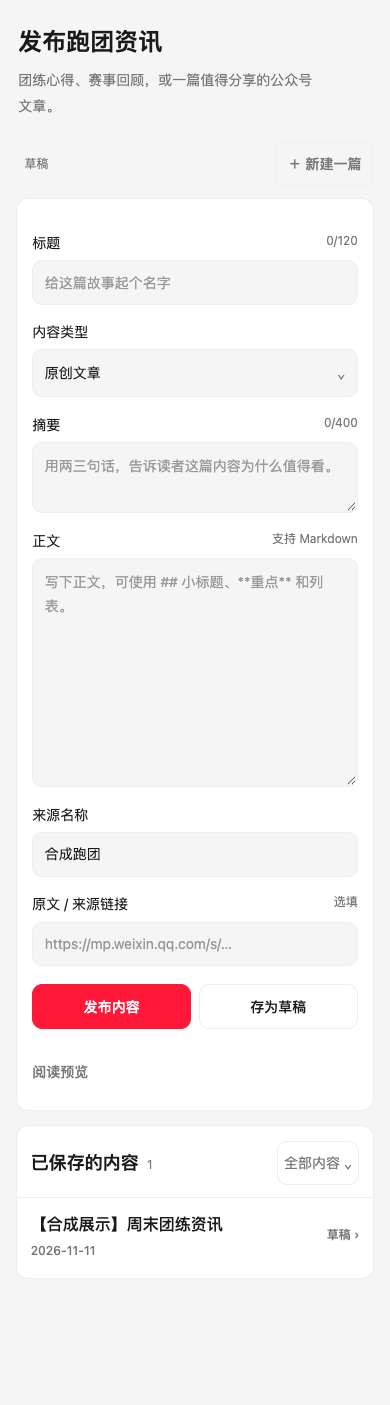 发布跑团资讯
团练心得、赛事回顾，或一篇值得分享的公众号
文章。
草稿
+ 新建一篇
标题
0/120
给这篇故事起个名字
内容类型
原创文章
摘要
0/400
用两三句话，告诉读者这篇内容为什么值得看。
正文
支持 Markdown
写下正文，可使用 ## 小标题、**重点** 和列
表。
来源名称
合成跑团
原文 / 来源链接
选填
https://mp.weixin.qq.com/s/...
发布内容
存为草稿
阅读预览
已保存的内容 1
全部内容
【合成展示】周末团练资讯
2026-11-11
草稿 ›